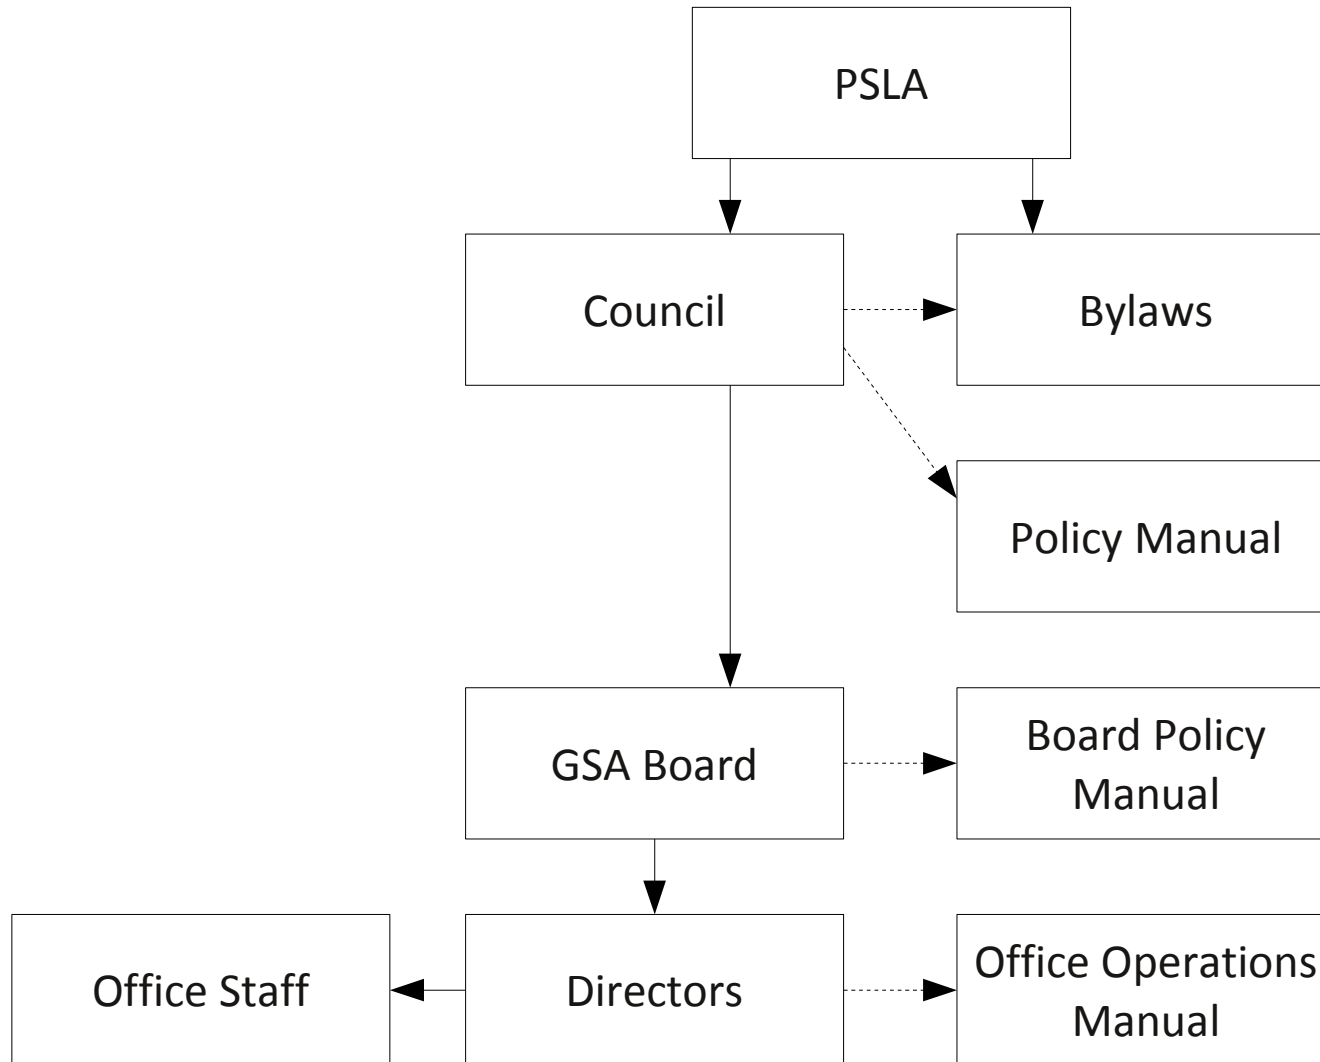 PSLA
Council
Bylaws
Policy Manual
GSA Board
Board Policy
Manual
Office Staff
Directors
Office Operations
Manual